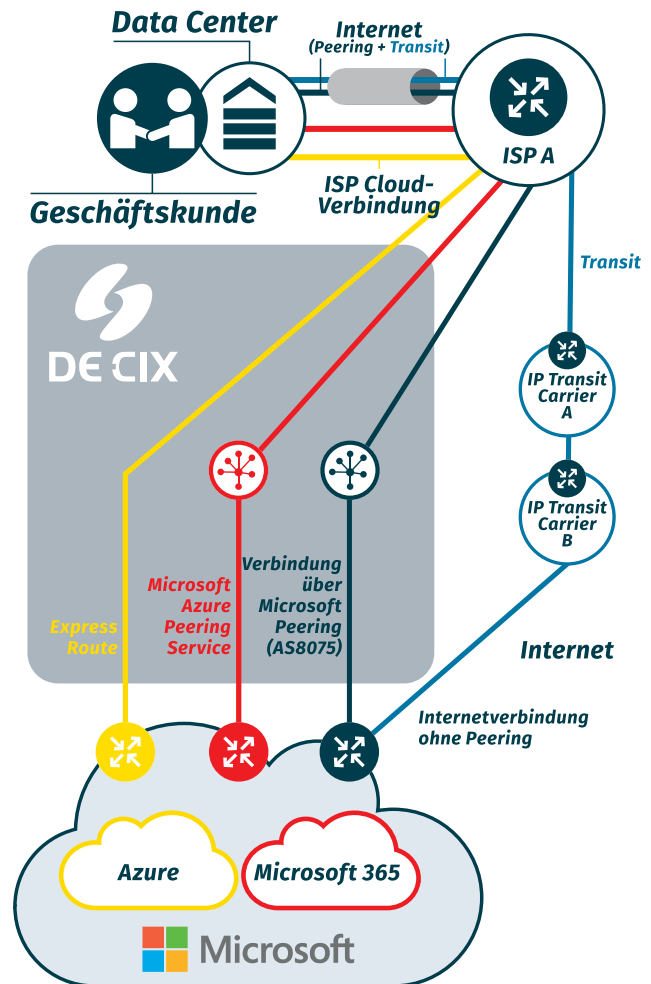 Data Center
Internet
(Peering + Transit)
ISP A
ISP Cloud-
Verbindung
Geschäftskunde
DE CIX
Transit
IP Transit
Carrier
A
IP Transit
Carrier
B
Express
Route
Microsoft
Azure
Peering
Service
Verbindung
über
Microsoft
Peering
(AS8075)
Internet
Internetverbindung
ohne Peering
Azure
Microsoft 365
Microsoft